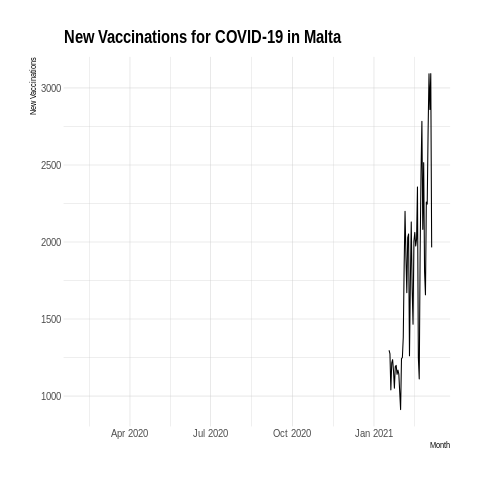 New Vaccinations for COVID-19 in Malta
New Vaccinations
3000
2500
2000
1500
1000
Apr 2020 Jul 2020 Oct 2020 Jan 2021
Month